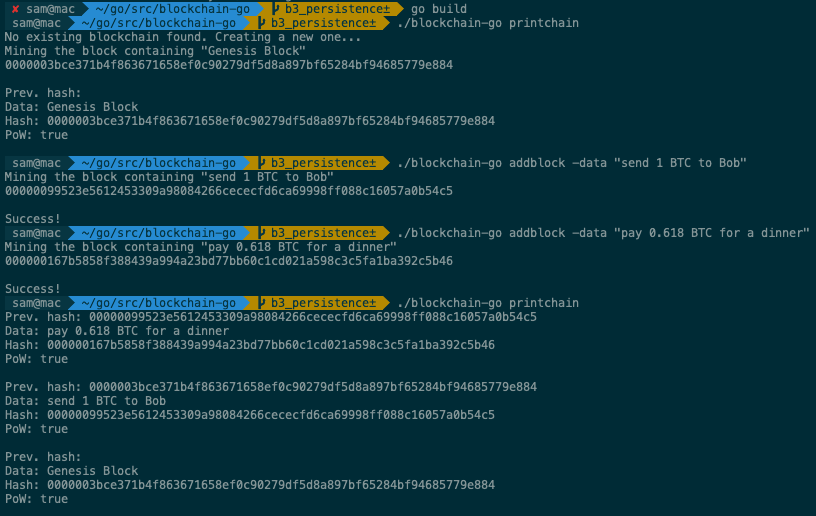 ✘ sam@mac ~/go/src/blockchain-go b3_persistence± go build
sam@mac ~/go/src/blockchain-go b3_persistence± ./blockchain-go printchain
No existing blockchain found. Creating a new one...
Mining the block containing "Genesis Block"
0000003bce371b4f863671658ef0c90279df5d8a897bf65284bf94685779e884
Prev. hash:
Data: Genesis Block
Hash: 0000003bce371b4f863671658ef0c90279df5d8a897bf65284bf94685779e884
PoW: true
sam@mac ~/go/src/blockchain-go b3_persistence± ./blockchain-go addblock -data "send 1 BTC to Bob"
Mining the block containing "send 1 BTC to Bob"
00000099523e5612453309a98084266cececfd6ca69998ff088c16057a0b54c5
Success!
sam@mac ~/go/src/blockchain-go b3_persistence± ./blockchain-go addblock -data "pay 0.618 BTC for a dinner"
Mining the block containing "pay 0.618 BTC for a dinner"
000000167b5858f388439a994a23bd77bb60c1cd021a598c3c5fa1ba392c5b46
Success!
sam@mac ~/go/src/blockchain-go b3_persistence± ./blockchain-go printchain
Prev. hash: 00000099523e5612453309a98084266cececfd6ca69998ff088c16057a0b54c5
Data: pay 0.618 BTC for a dinner
Hash: 000000167b5858f388439a994a23bd77bb60c1cd021a598c3c5fa1ba392c5b46
PoW: true
Prev. hash: 0000003bce371b4f863671658ef0c90279df5d8a897bf65284bf94685779e884
Data: send 1 BTC to Bob
Hash: 00000099523e5612453309a98084266cececfd6ca69998ff088c16057a0b54c5
PoW: true
Prev. hash:
Data: Genesis Block
Hash: 0000003bce371b4f863671658ef0c90279df5d8a897bf65284bf94685779e884
PoW: true